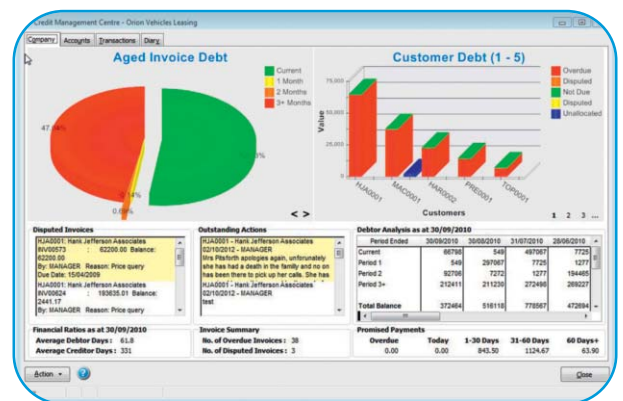 Credit Management Centre - Orion Vehicles Leasing
Company Accounts Transactions Diary
Aged Invoice Debt
Current
1 Month
2 Months
3+ Months
0.14%
Customer Debt (1 - 5)
Overdue
Disputed
Not Due
Disputed
Unallocated
Value
75,000
50,000
25,000
0
HJA0001 MAC0001 HAR0002 PRE0001 TOP0001
Customers
< >
1 2 3 ...
Disputed Invoices
HJA0001: Hank Jefferson Associates
INV00573 : 62200.00 Balance:
62200.00
By: MANAGER Reason: Price query
Due Date: 15/04/2009
HJA0001: Hank Jefferson Associates
INV00624 : 193635.01 Balance:
2441.17
By: MANAGER Reason: Price query
Outstanding Actions
HJA0001 - Hank Jefferson Associates
02/10/2012 - MANAGER
Mrs Pitsforth apologies again, unforunately
she has had a death in the family and no on
has been there to pick up her calls. She has
HJA0001 - Hank Jefferson Associates
02/10/2012 - MANAGER
test
Debtor Analysis as at 30/09/2010
Period Ended 30/09/2010 30/08/2010 31/07/2010 28/06/2010
Current 66798 549 497067 7725
Period 1 549 297067 7725 1277
Period 2 92706 7272 1277 194465
Period 3+ 212411 211230 272498 269227
Total Balance 372464 516118 778567 472694
Financial Ratios as at 30/09/2010
Average Debtor Days : 61.8
Average Creditor Days : 331
Invoice Summary
No. of Overdue Invoices : 38
No. of Disputed Invoices : 3
Promised Payments
Overdue Today 1-30 Days 31-60 Days 60 Days+
0.00 0.00 843.50 1124.67 63.90
Action
Close